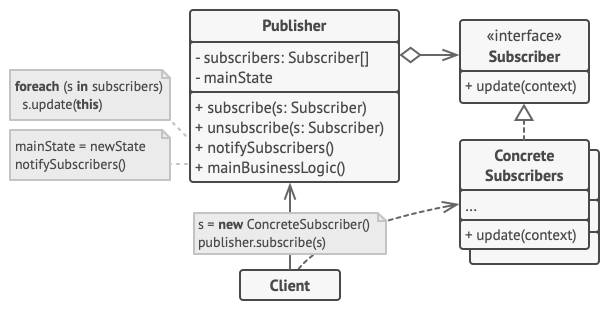 Publisher
- subscribers: Subscriber[]
- mainState
+ subscribe(s: Subscriber)
+ unsubscribe(s: Subscriber)
+ notifySubscribers()
+ mainBusinessLogic()
foreach (s in subscribers)
s.update(this)
mainState = newState
notifySubscribers()
«interface»
Subscriber
+ update(context)
Concrete
Subscribers
...
+ update(context)
s = new ConcreteSubscriber()
publisher.subscribe(s)
Client